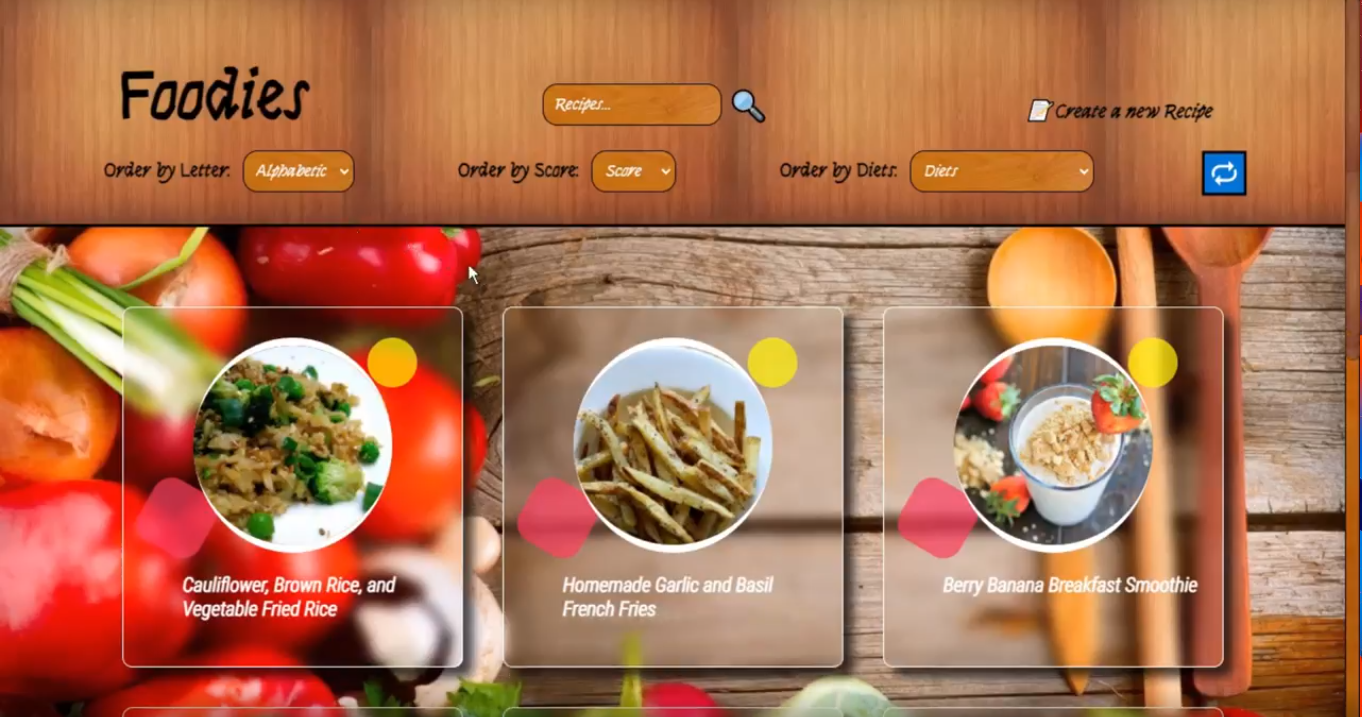 Foodies
Recipes...
Create a new Recipe
Order by Letter:
Alphabetic
Order by Score:
Score
Order by Diets:
Diets
Cauliflower, Brown Rice, and
Vegetable Fried Rice
Homemade Garlic and Basil
French Fries
Berry Banana Breakfast Smoothie